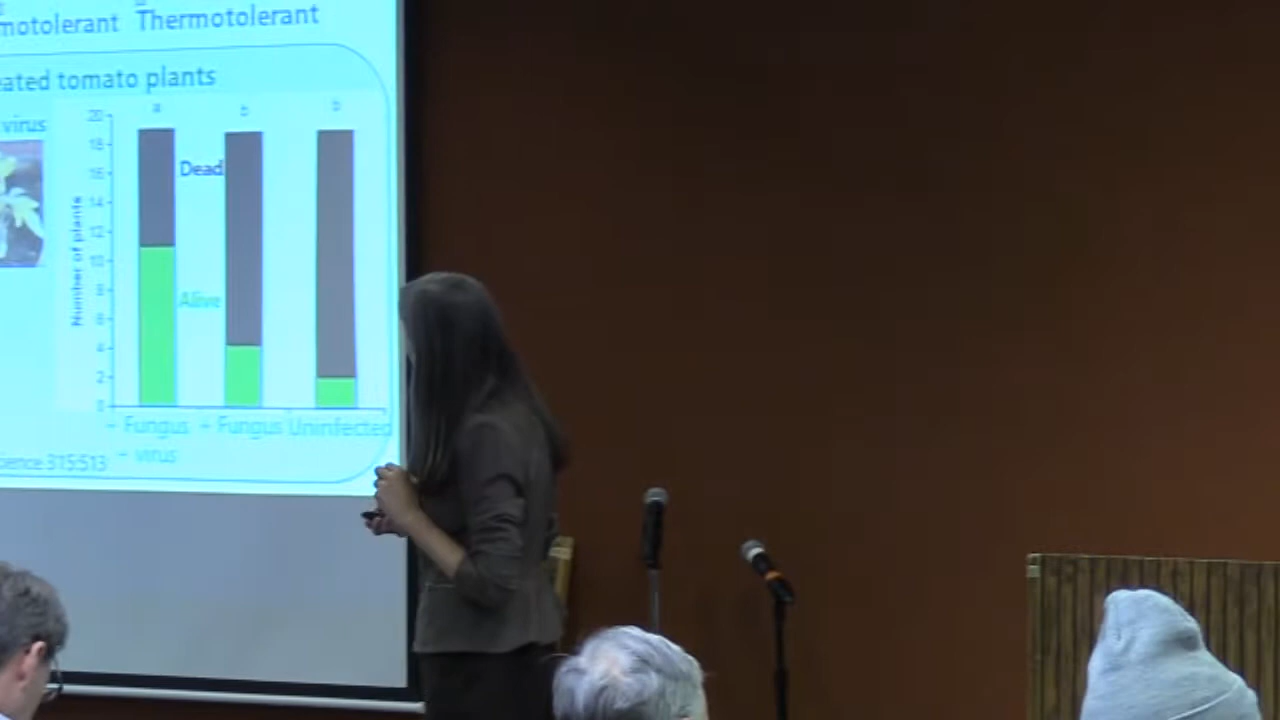 motolerant Thermotolerant
eated tomato plants
virus
a b b
20
18
16
14
12
10
8
6
4
2
0
Number of plants
Dead
Alive
+ Fungus + Fungus Uninfected
- virus
ience 315:513